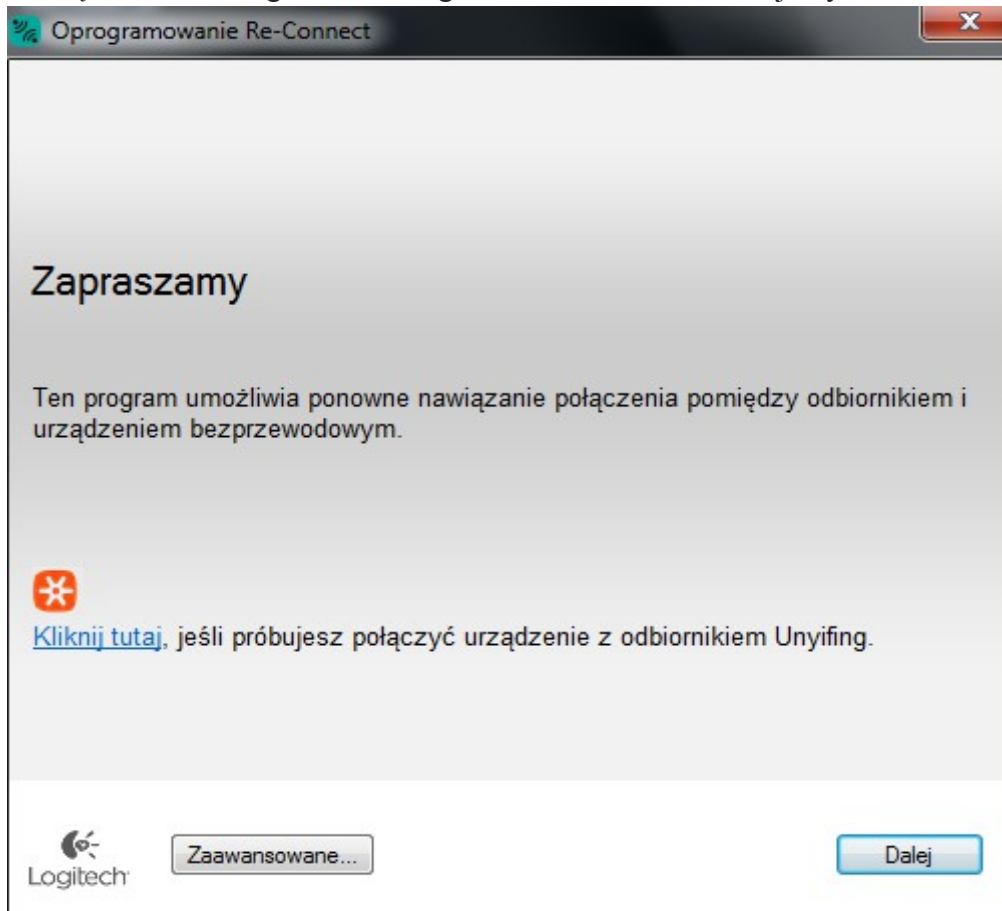 Oprogramowanie Re-Connect
Zapraszamy
Ten program umożliwia ponowne nawiązanie połączenia pomiędzy odbiornikiem i
urządzeniem bezprzewodowym.
Kliknij tutaj, jeśli próbujesz połączyć urządzenie z odbiornikiem Unyifing.
Logitech
Zaawansowane...
Dalej